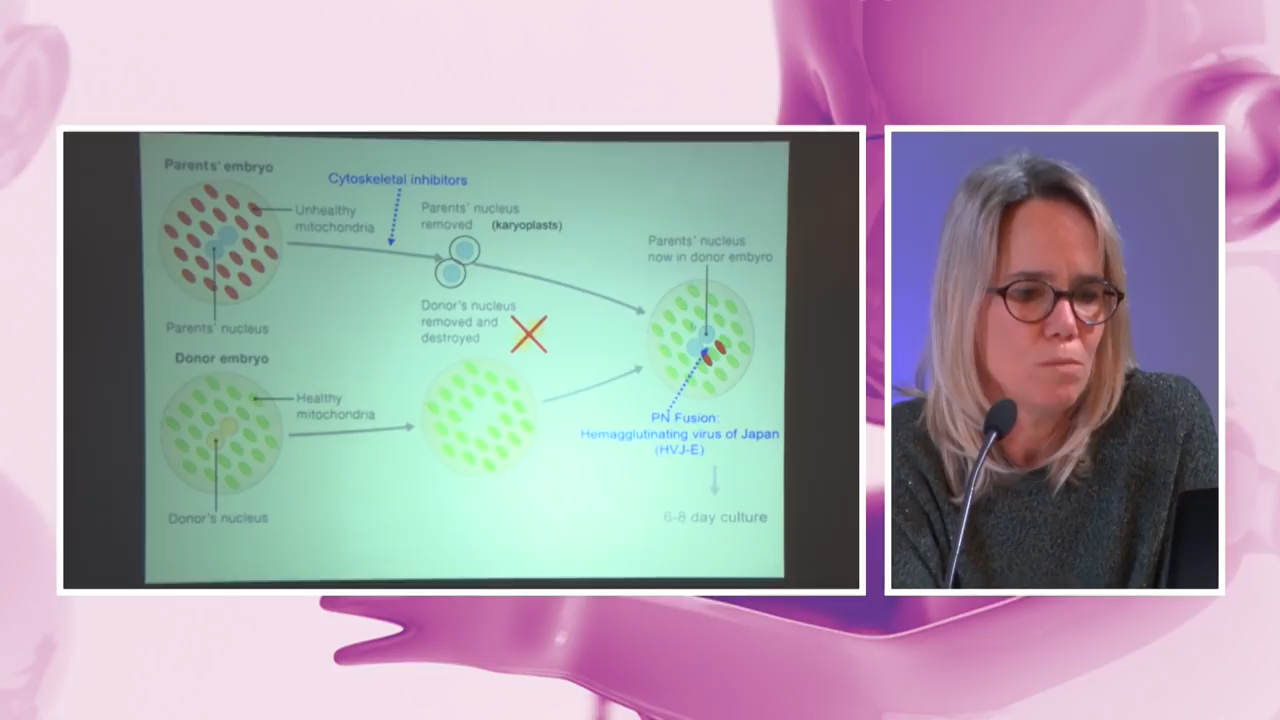 Parents' embryo
Cytoskeletal inhibitors
Unhealthy
mitochondria
Parents' nucleus
removed (karyoplasts)
Parents' nucleus
now in donor embyro
Parents' nucleus
Donor's nucleus
removed and
destroyed
Donor embryo
Healthy
mitochondria
PN Fusion:
Hemagglutinating virus of Japan
(HVJ-E)
Donor's nucleus
6-8 day culture